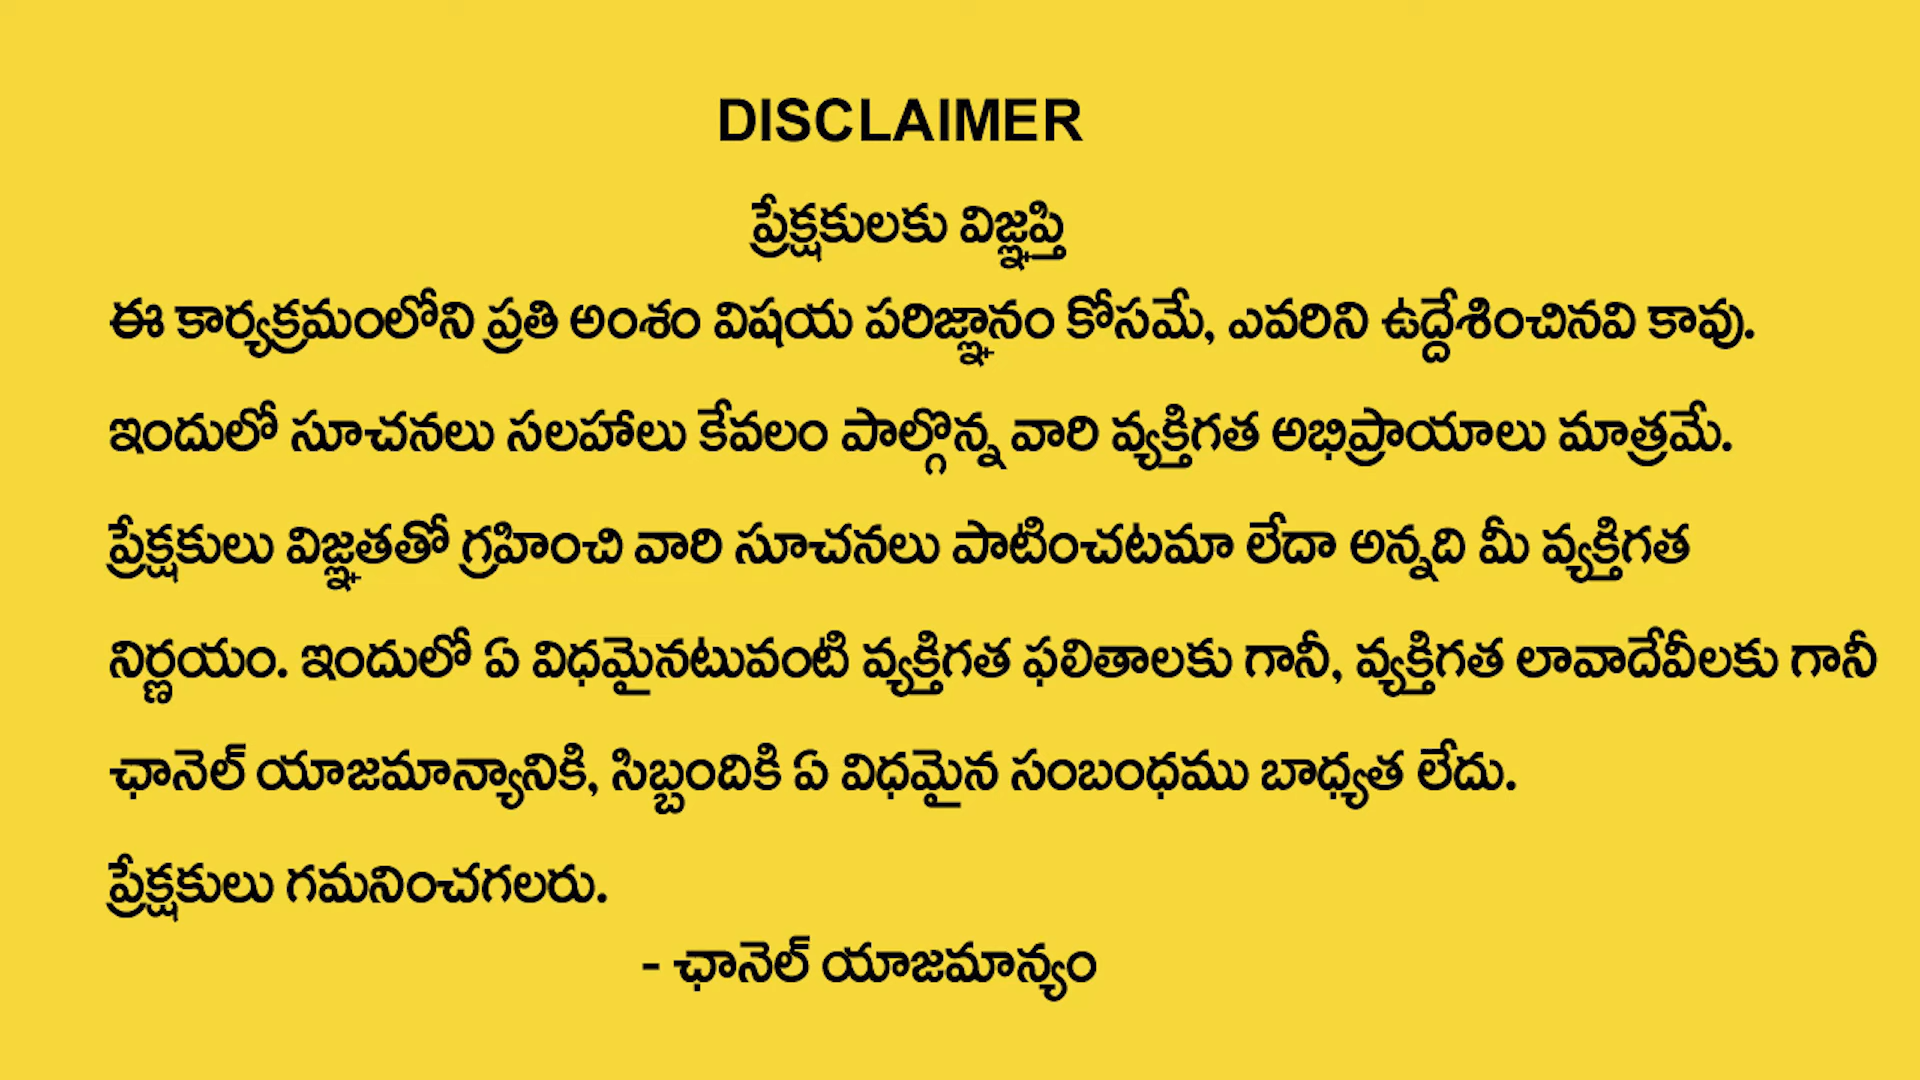 DISCLAIMER
ప్రేక్షకులకు విజ్ఞప్తి
ఈ కార్యక్రమంలోని ప్రతి అంశం విషయ పరిజ్ఞానం కోసమే, ఎవరిని ఉద్దేశించినవి కావు.
ఇందులో సూచనలు సలహాలు కేవలం పాల్గొన్న వారి వ్యక్తిగత అభిప్రాయాలు మాత్రమే.
ప్రేక్షకులు విజ్ఞతతో గ్రహించి వారి సూచనలు పాటించటమా లేదా అన్నది మీ వ్యక్తిగత
నిర్ణయం. ఇందులో ఏ విధమైనటువంటి వ్యక్తిగత ఫలితాలకు గానీ, వ్యక్తిగత లావాదేవీలకు గానీ
ఛానెల్ యాజమాన్యానికి, సిబ్బందికి ఏ విధమైన సంబంధము బాధ్యత లేదు.
ప్రేక్షకులు గమనించగలరు.
- ఛానెల్ యాజమాన్యం